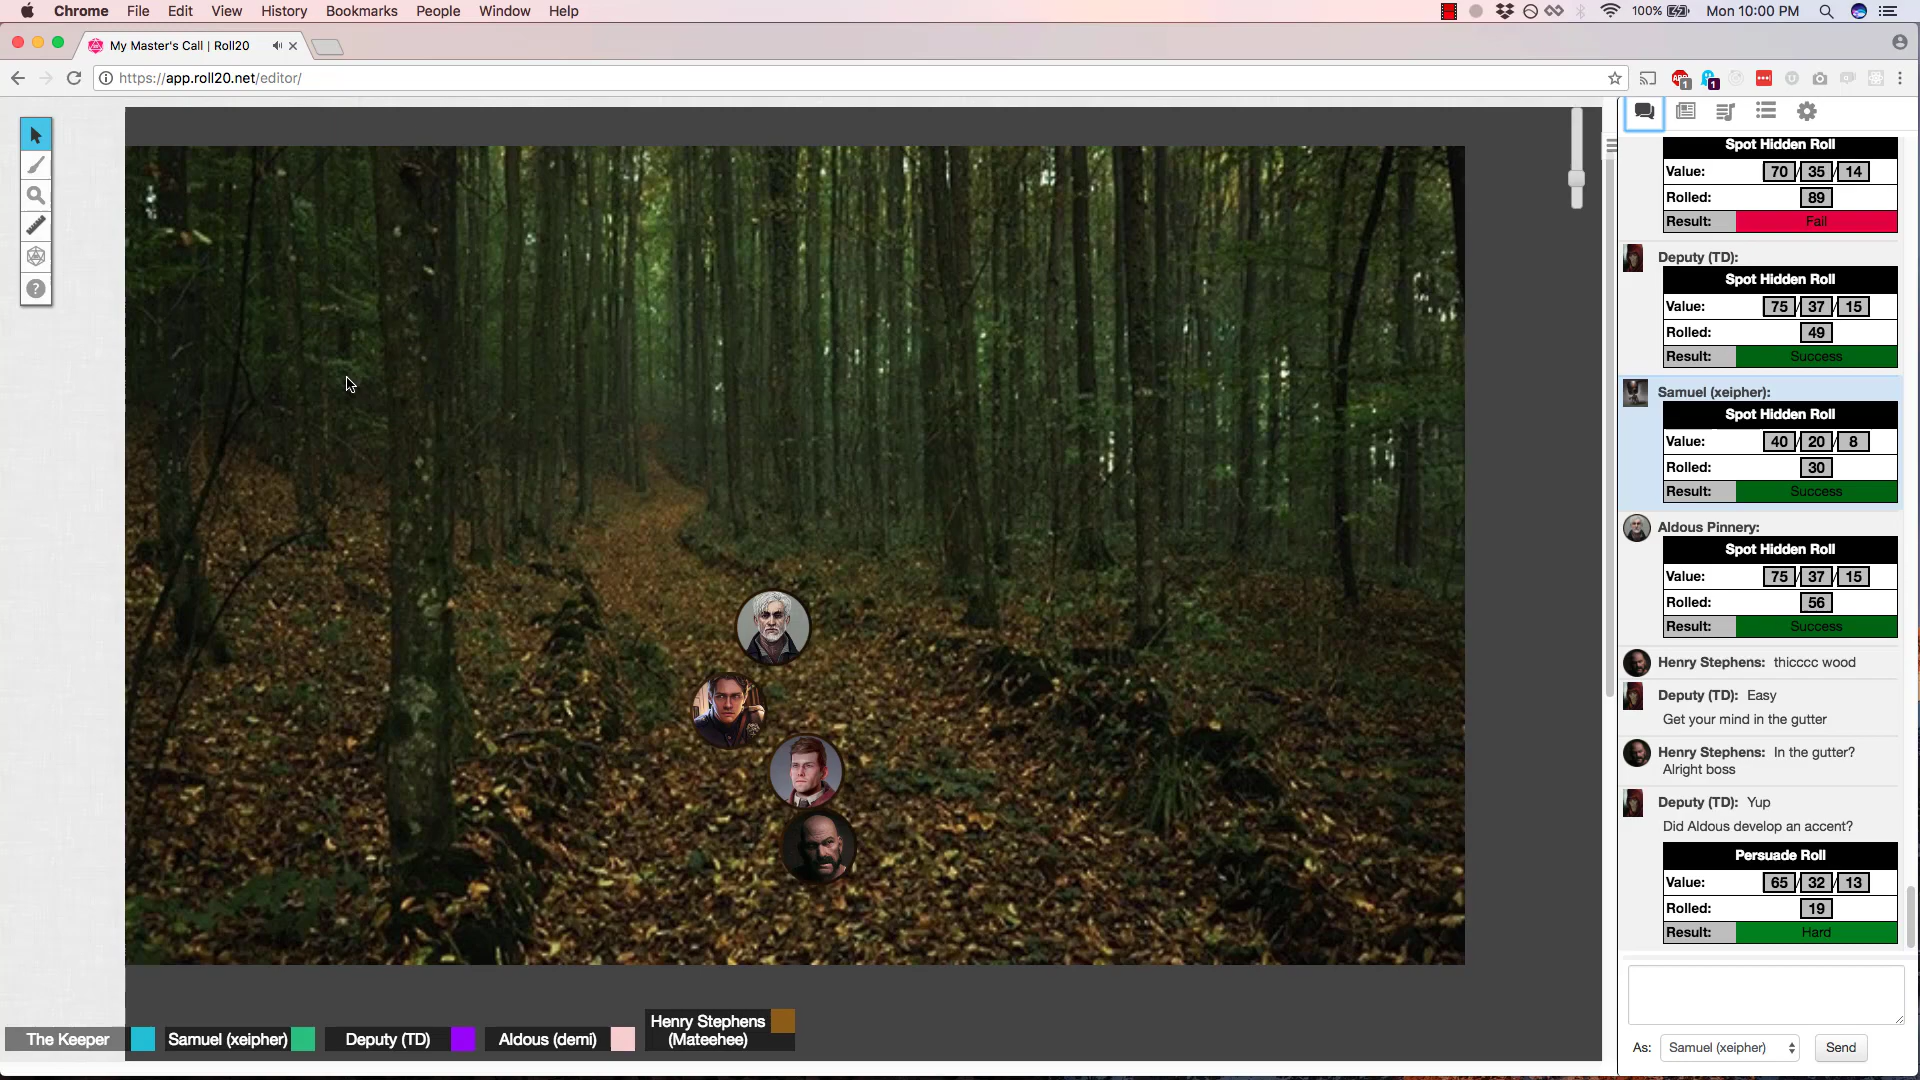 Chrome File Edit View History Bookmarks People Window Help
100% Mon 10:00 PM
My Master's Call | Roll20
https://app.roll20.net/editor/
1 1
Spot Hidden Roll
Value: 70 / 35 / 14
Rolled: 89
Result: Fail
Deputy (TD):
Spot Hidden Roll
Value: 75 / 37 / 15
Rolled: 49
Result: Success
Samuel (xeipher):
Spot Hidden Roll
Value: 40 / 20 / 8
Rolled: 30
Result: Success
Aldous Pinnery:
Spot Hidden Roll
Value: 75 / 37 / 15
Rolled: 56
Result: Success
Henry Stephens: thicccc wood
Deputy (TD): Easy
Get your mind in the gutter
Henry Stephens: In the gutter?
Alright boss
Deputy (TD): Yup
Did Aldous develop an accent?
Persuade Roll
Value: 65 / 32 / 13
Rolled: 19
Result: Hard
The Keeper
Samuel (xeipher)
Deputy (TD)
Aldous (demi)
Henry Stephens
(Mateehee)
As: Samuel (xeipher) Send